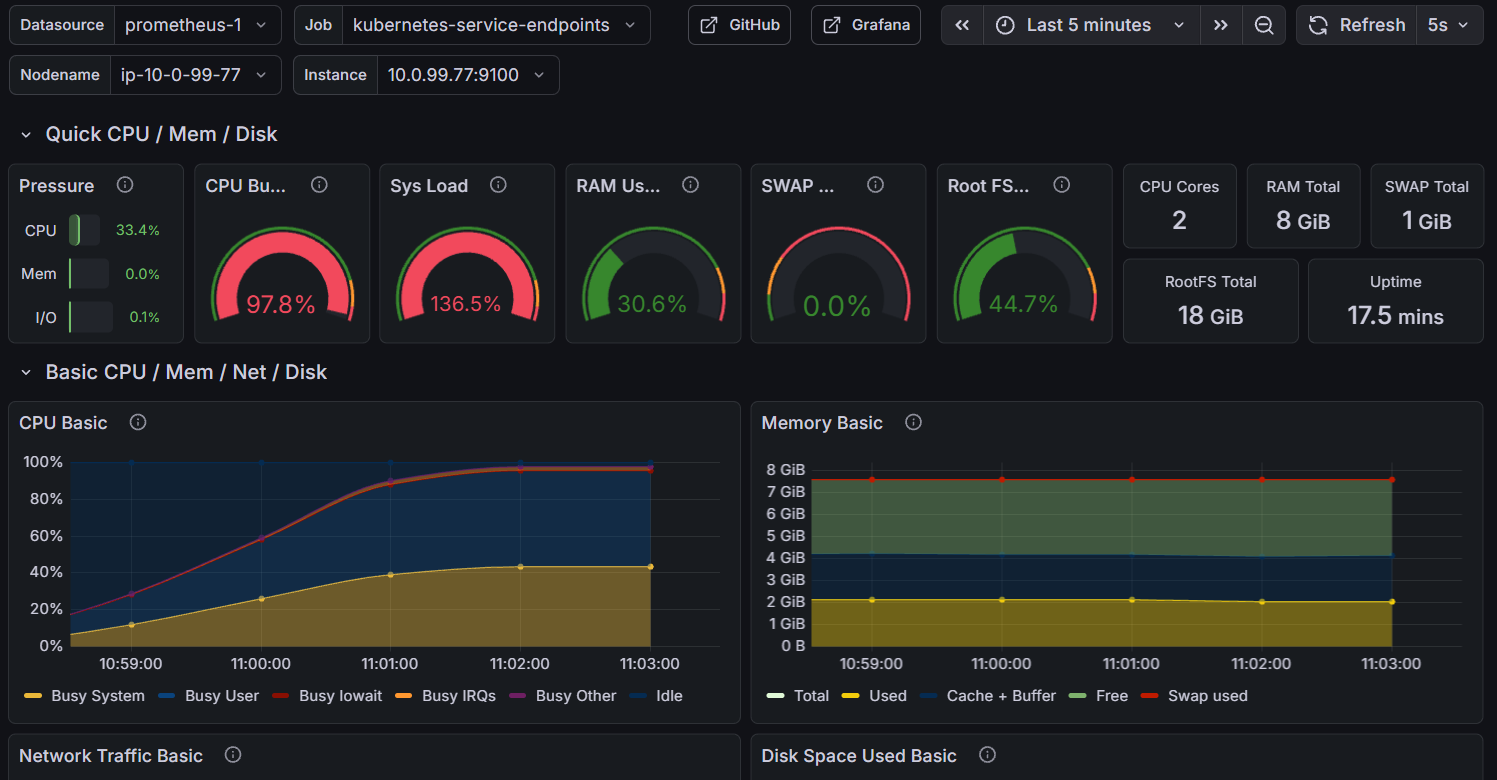 Datasource prometheus-1 Job kubernetes-service-endpoints GitHub Grafana Last 5 minutes Refresh 5s
Nodename ip-10-0-99-77 Instance 10.0.99.77:9100
Quick CPU / Mem / Disk
Pressure
CPU 33.4%
Mem 0.0%
I/O 0.1%
CPU Bu...
97.8%
Sys Load
136.5%
RAM Us...
30.6%
SWAP ...
0.0%
Root FS...
44.7%
CPU Cores
2
RAM Total
8 GiB
SWAP Total
1 GiB
RootFS Total
18 GiB
Uptime
17.5 mins
Basic CPU / Mem / Net / Disk
CPU Basic
100%
80%
60%
40%
20%
0%
10:59:00 11:00:00 11:01:00 11:02:00 11:03:00
Busy System Busy User Busy Iowait Busy IRQs Busy Other Idle
Memory Basic
8 GiB
7 GiB
6 GiB
5 GiB
4 GiB
3 GiB
2 GiB
1 GiB
0 B
10:59:00 11:00:00 11:01:00 11:02:00 11:03:00
Total Used Cache + Buffer Free Swap used
Network Traffic Basic
Disk Space Used Basic